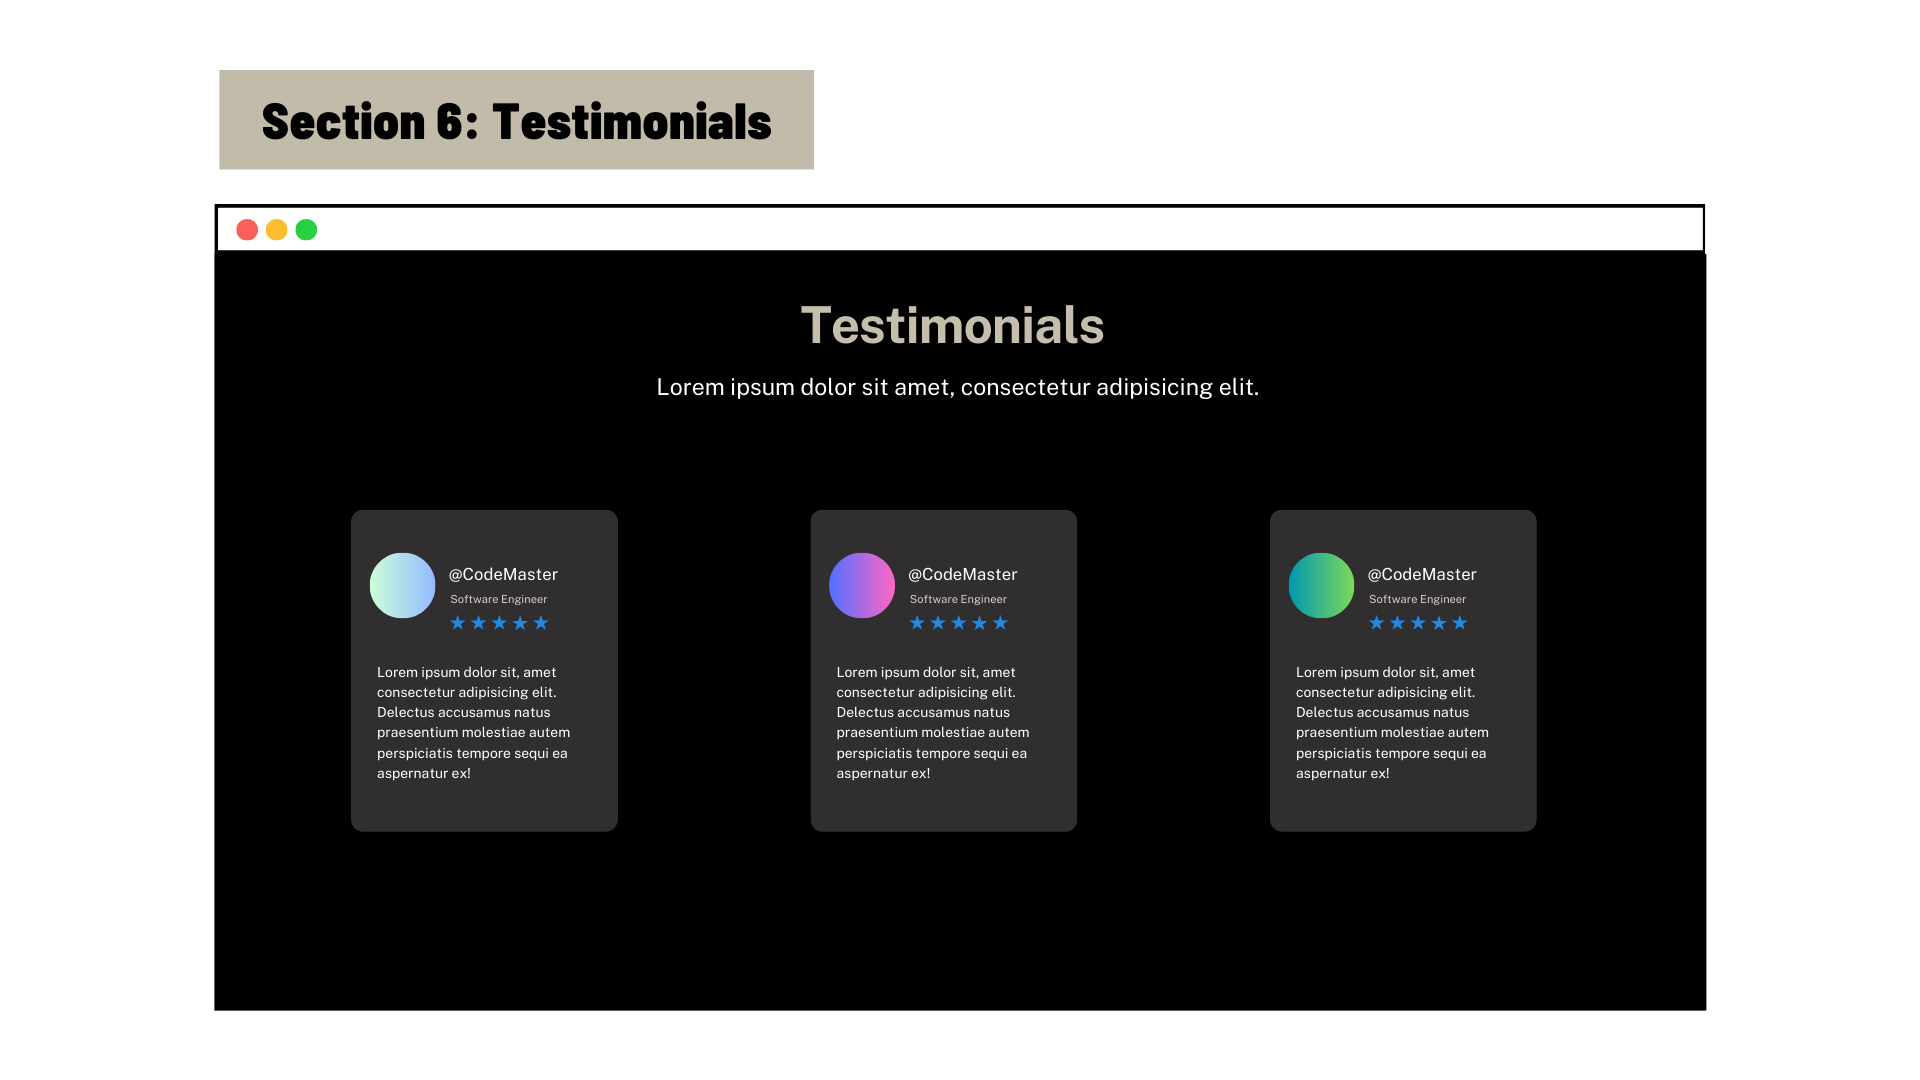 Section 6: Testimonials
Testimonials
Lorem ipsum dolor sit amet, consectetur adipisicing elit.
@CodeMaster
Software Engineer
Lorem ipsum dolor sit, amet
consectetur adipisicing elit.
Delectus accusamus natus
praesentium molestiae autem
perspiciatis tempore sequi ea
aspernatur ex!
@CodeMaster
Software Engineer
Lorem ipsum dolor sit, amet
consectetur adipisicing elit.
Delectus accusamus natus
praesentium molestiae autem
perspiciatis tempore sequi ea
aspernatur ex!
@CodeMaster
Software Engineer
Lorem ipsum dolor sit, amet
consectetur adipisicing elit.
Delectus accusamus natus
praesentium molestiae autem
perspiciatis tempore sequi ea
aspernatur ex!